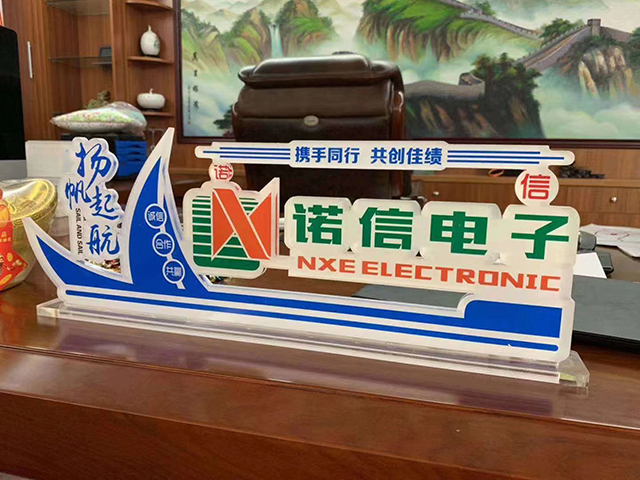 携手同行 共创佳绩
扬帆起航
SAIL AND SAIL
诚信
合作
共赢
诺
信
N
诺信电子
NXE ELECTRONIC